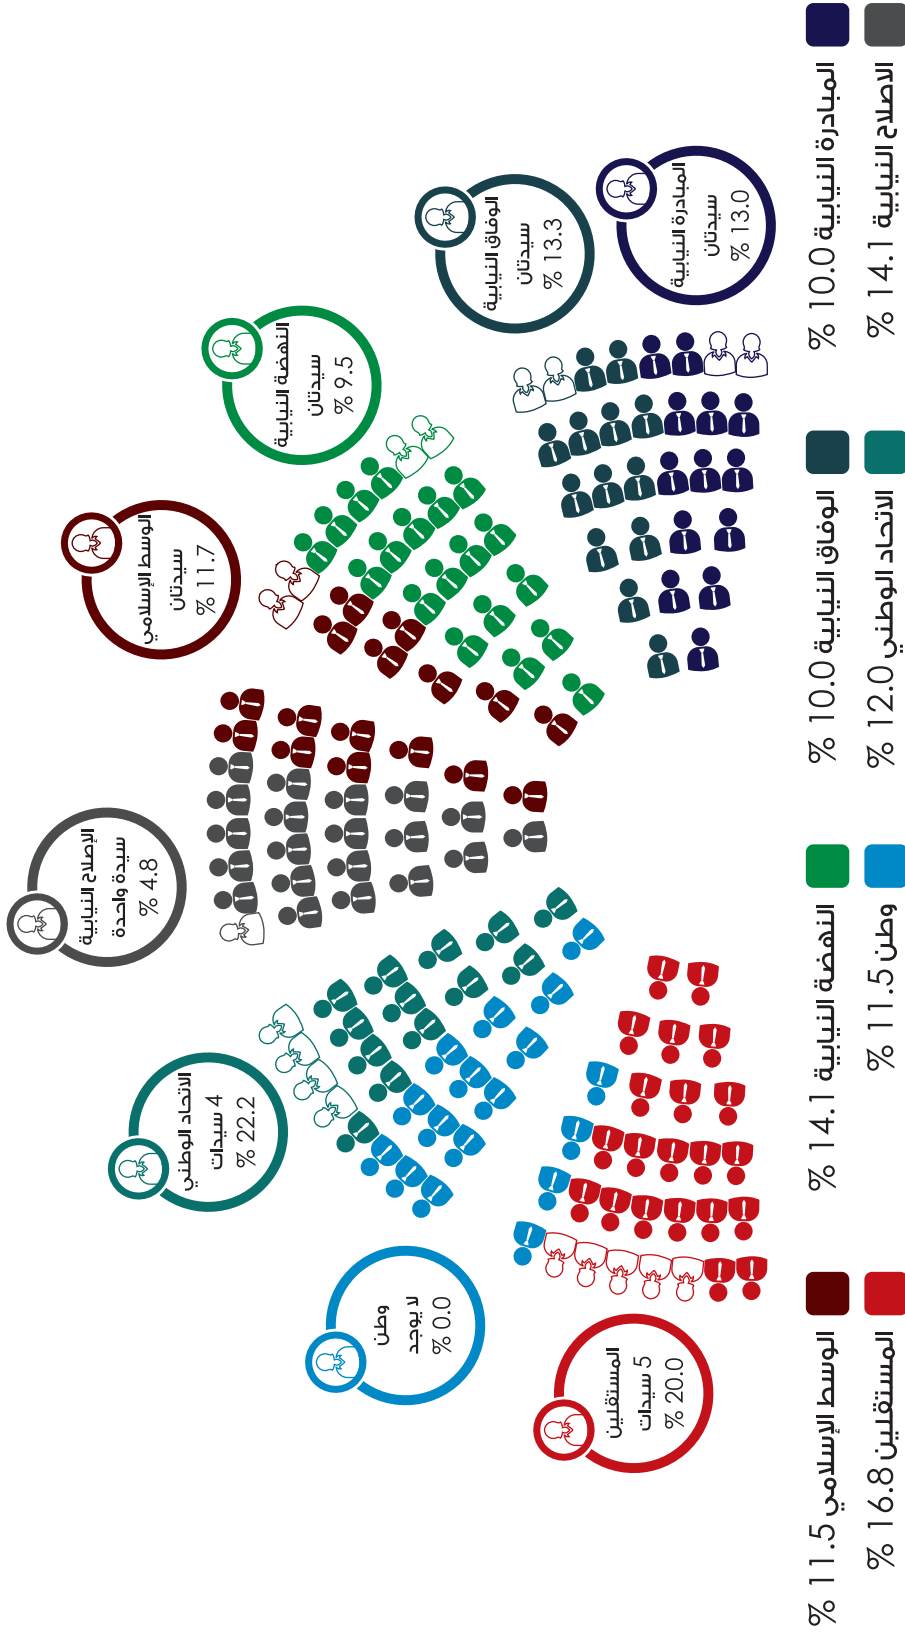 المبادرة النيابية
سيدتان
13.0 %
الوفاق النيابية
سيدتان
13.3 %
النهضة النيابية
سيدتان
9.5 %
الوسط الإسلامي
سيدتان
11.7 %
الإصلاح النيابية
سيدة واحدة
4.8 %
الاتحاد الوطني
4 سيدات
22.2 %
وطن
لا يوجد
0.0 %
المستقلين
5 سيدات
20.0 %
المبادرة النيابية 10.0 %
الوفاق النيابية 10.0 %
النهضة النيابية 14.1 %
الوسط الإسلامي 11.5 %
الاصلاح النيابية 14.1 %
الاتحاد الوطني 12.0 %
وطن 11.5 %
المستقلين 16.8 %